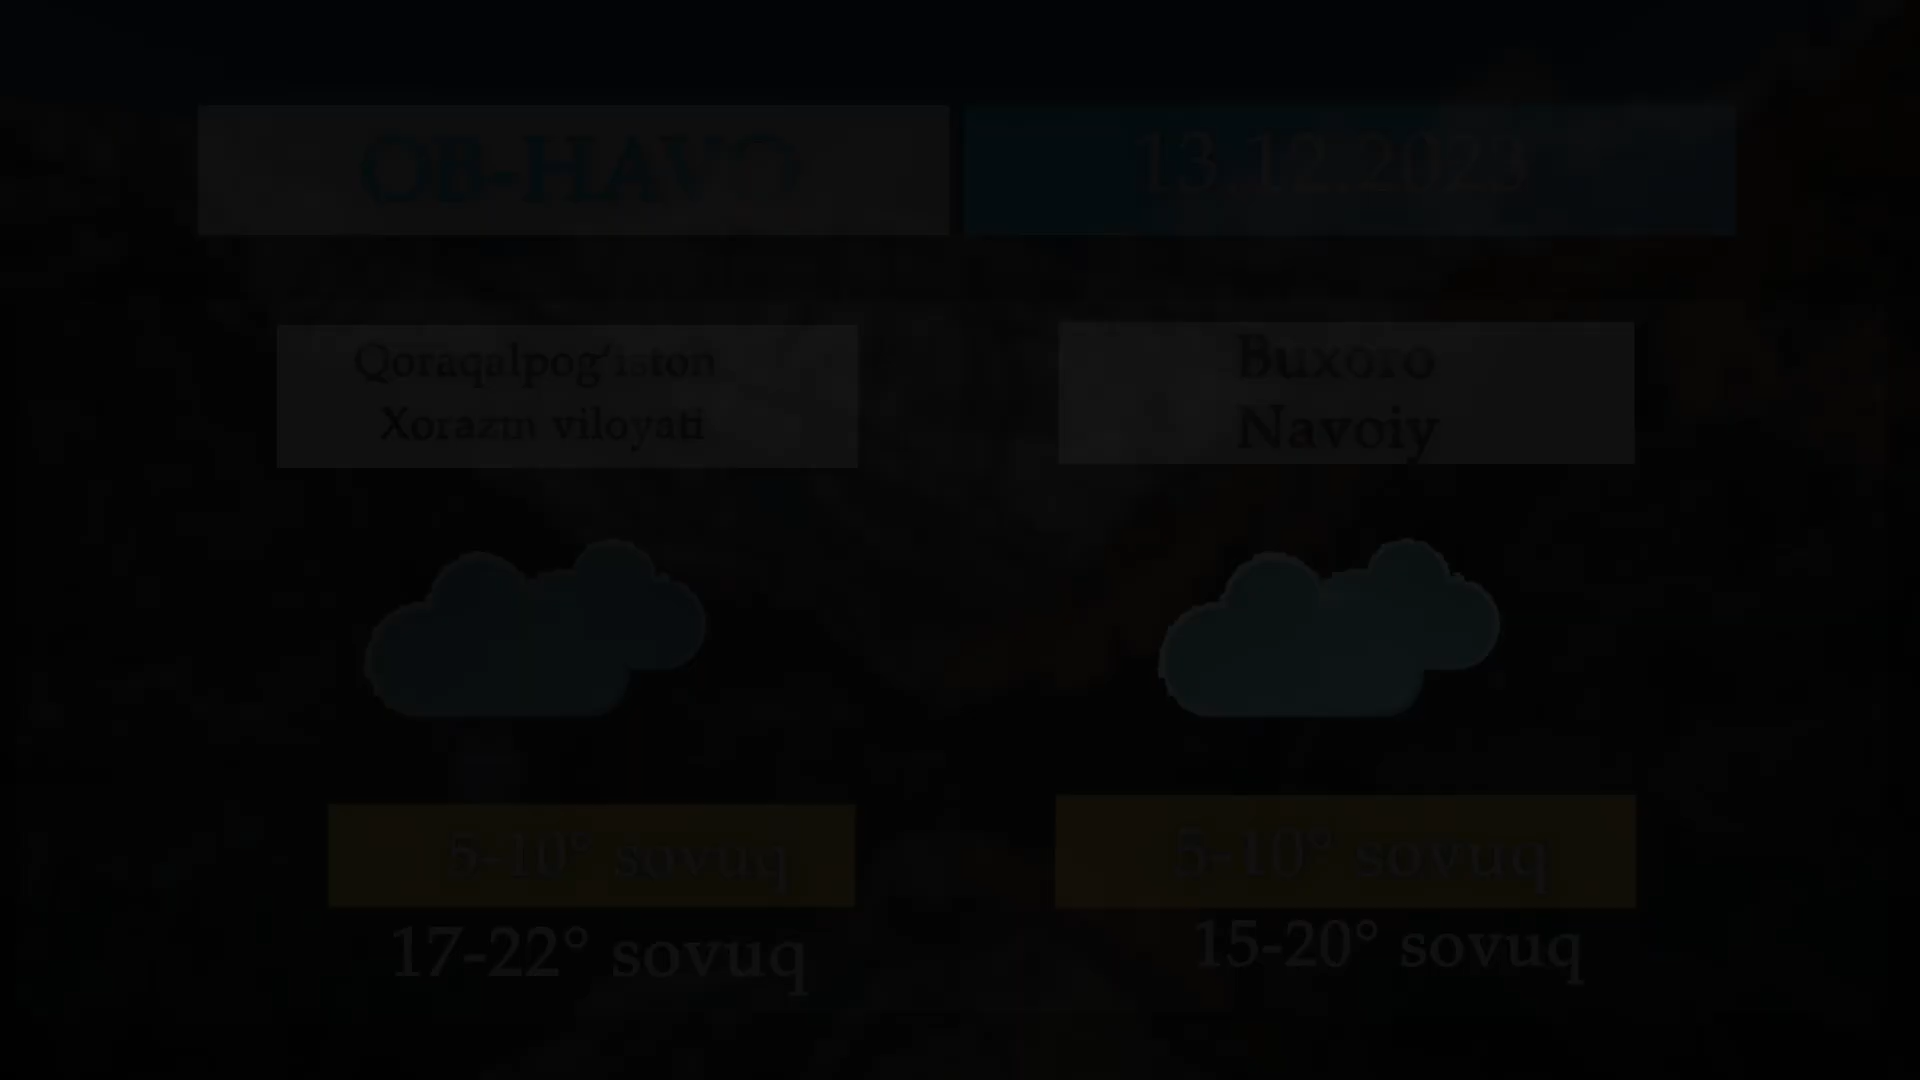 OB-HAVO
13.12.2023
Qoraqalpog‘iston
Xorazm viloyati
Buxoro
Navoiy
5-10° sovuq
17-22° sovuq
5-10° sovuq
15-20° sovuq